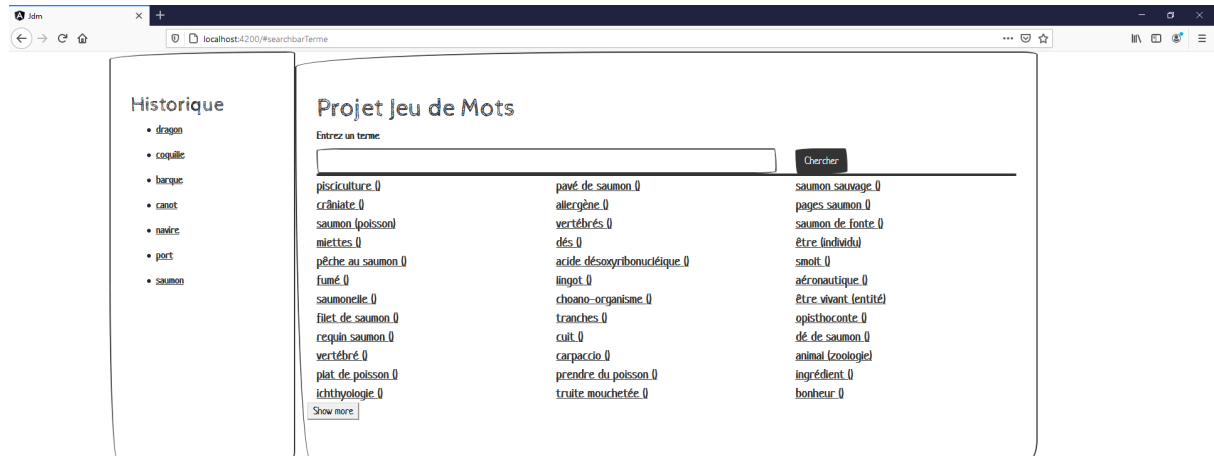 Jdm
localhost:4200/#searchbarTerme
Historique
dragon
coquille
barque
canot
navire
port
saumon
Projet Jeu de Mots
Entrez un terme
Chercher
pisciculture () pavé de saumon () saumon sauvage ()
crâniate () allergène () pages saumon ()
saumon (poisson) vertébrés () saumon de fonte ()
miettes () dés () être (individu)
pêche au saumon () acide désoxyribonucléique () smolt ()
fumé () lingot () aéronautique ()
saumonelle () choano-organisme () être vivant (entité)
filet de saumon () tranches () opisthoconte ()
requin saumon () cuit () dé de saumon ()
vertébré () carpaccio () animal (zoologie)
plat de poisson () prendre du poisson () ingrédient ()
ichthyologie () truite mouchetée () bonheur ()
Show more